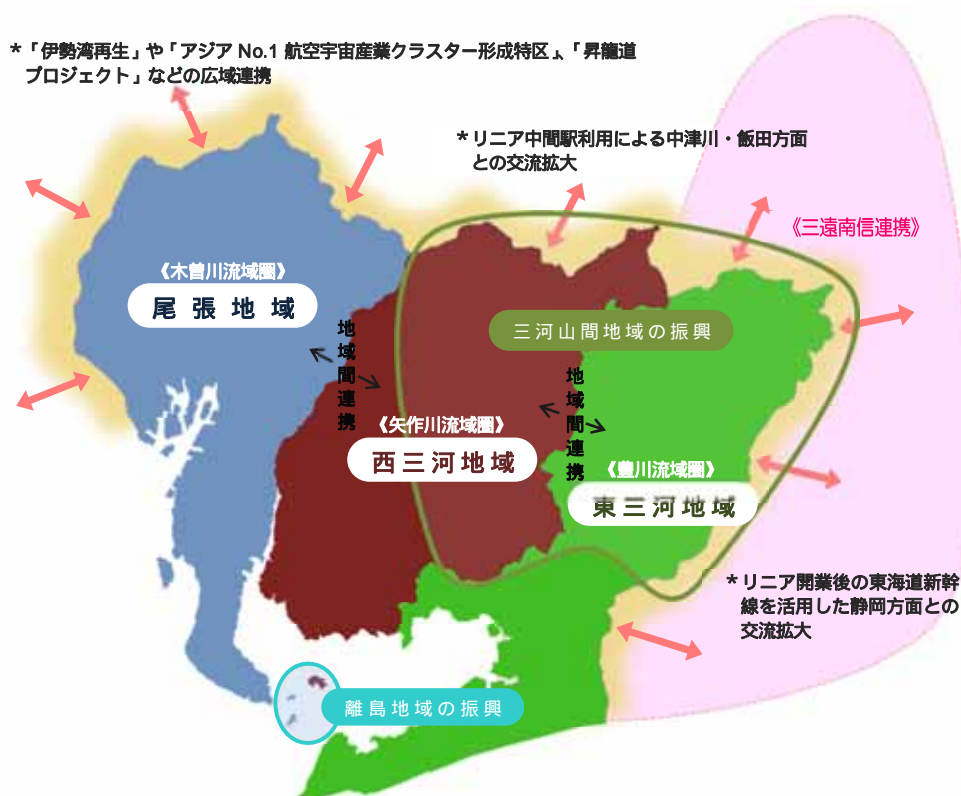 *「伊勢湾再生」や「アジア No.1 航空宇宙産業クラスター形成特区」、「昇龍道
プロジェクト」などの広域連携
*リニア中間駅利用による中津川・飯田方面
との交流拡大
《三遠南信連携》
《木曽川流域圏》
尾張地域
三河山間地域の振興
地域間連携
地域間連携
《矢作川流域圏》
西三河地域
《豊川流域圏》
東三河地域
*リニア開業後の東海道新幹
線を活用した静岡方面との
交流拡大
離島地域の振興